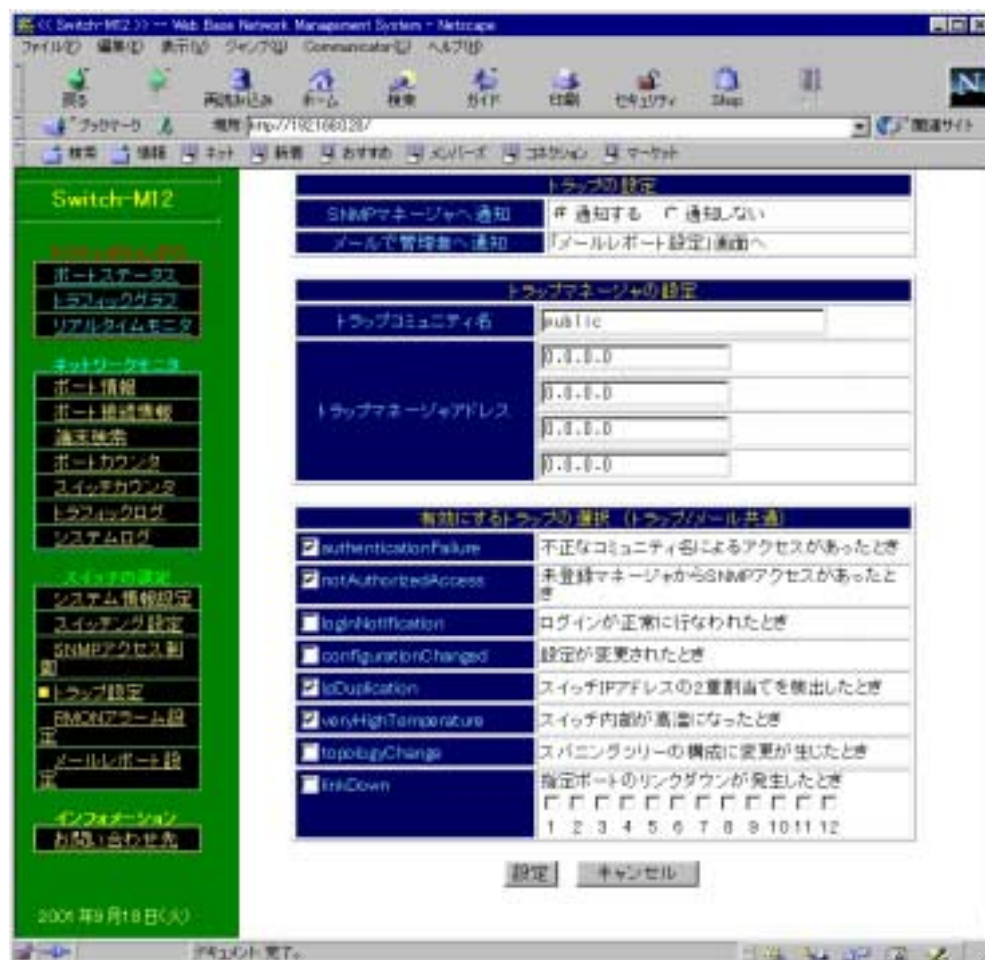 << Switch-M12 >> -- Web Base Network Management System - Netscape
ファイル(F) 編集(E) 表示(V) ジャンプ(G) Communicator(C) ヘルプ(H)
戻る 再読み込み ホーム 検索 ガイド 印刷 セキュリティ Shop
ブックマーク 場所: 関連サイト
検索 情報 ネット 新着 おすすめ メンバーズ コネクション マーケット
Switch-M12
ポートステータス
トラフィックグラフ
リアルタイムモニタ
ネットワークモニタ
ポート情報
ポート接続情報
端末検索
ポートカウンタ
スイッチカウンタ
トラフィックログ
システムログ
スイッチの設定
システム情報設定
スイッチング設定
SNMPアクセス制
御
トラップ設定
RMONアラーム設
定
メールレポート設
定
インフォメーション
お問い合わせ先
2001年9月18日(火)
トラップの設定
SNMPマネージャへ通知 通知する 通知しない
メールで管理者へ通知 「メールレポート設定」画面へ
トラップマネージャの設定
トラップコミュニティ名 public
トラップマネージャアドレス
0.0.0.0
0.0.0.0
0.0.0.0
0.0.0.0
有効にするトラップの選択 (トラップ/メール共通)
authenticationFailure 不正なコミュニティ名によるアクセスがあったとき
notAuthorizedAccess 未登録マネージャからSNMPアクセスがあったと
き
loginNotification ログインが正常に行なわれたとき
configurationChanged 設定が変更されたとき
ipDuplication スイッチIPアドレスの2重割当てを検出したとき
veryHighTemperature スイッチ内部が高温になったとき
topologyChange スパニングツリーの構成に変更が生じたとき
linkDown 指定ポートのリンクダウンが発生したとき
1 2 3 4 5 6 7 8 9 10 11 12
設定 キャンセル
ドキュメント: 完了。